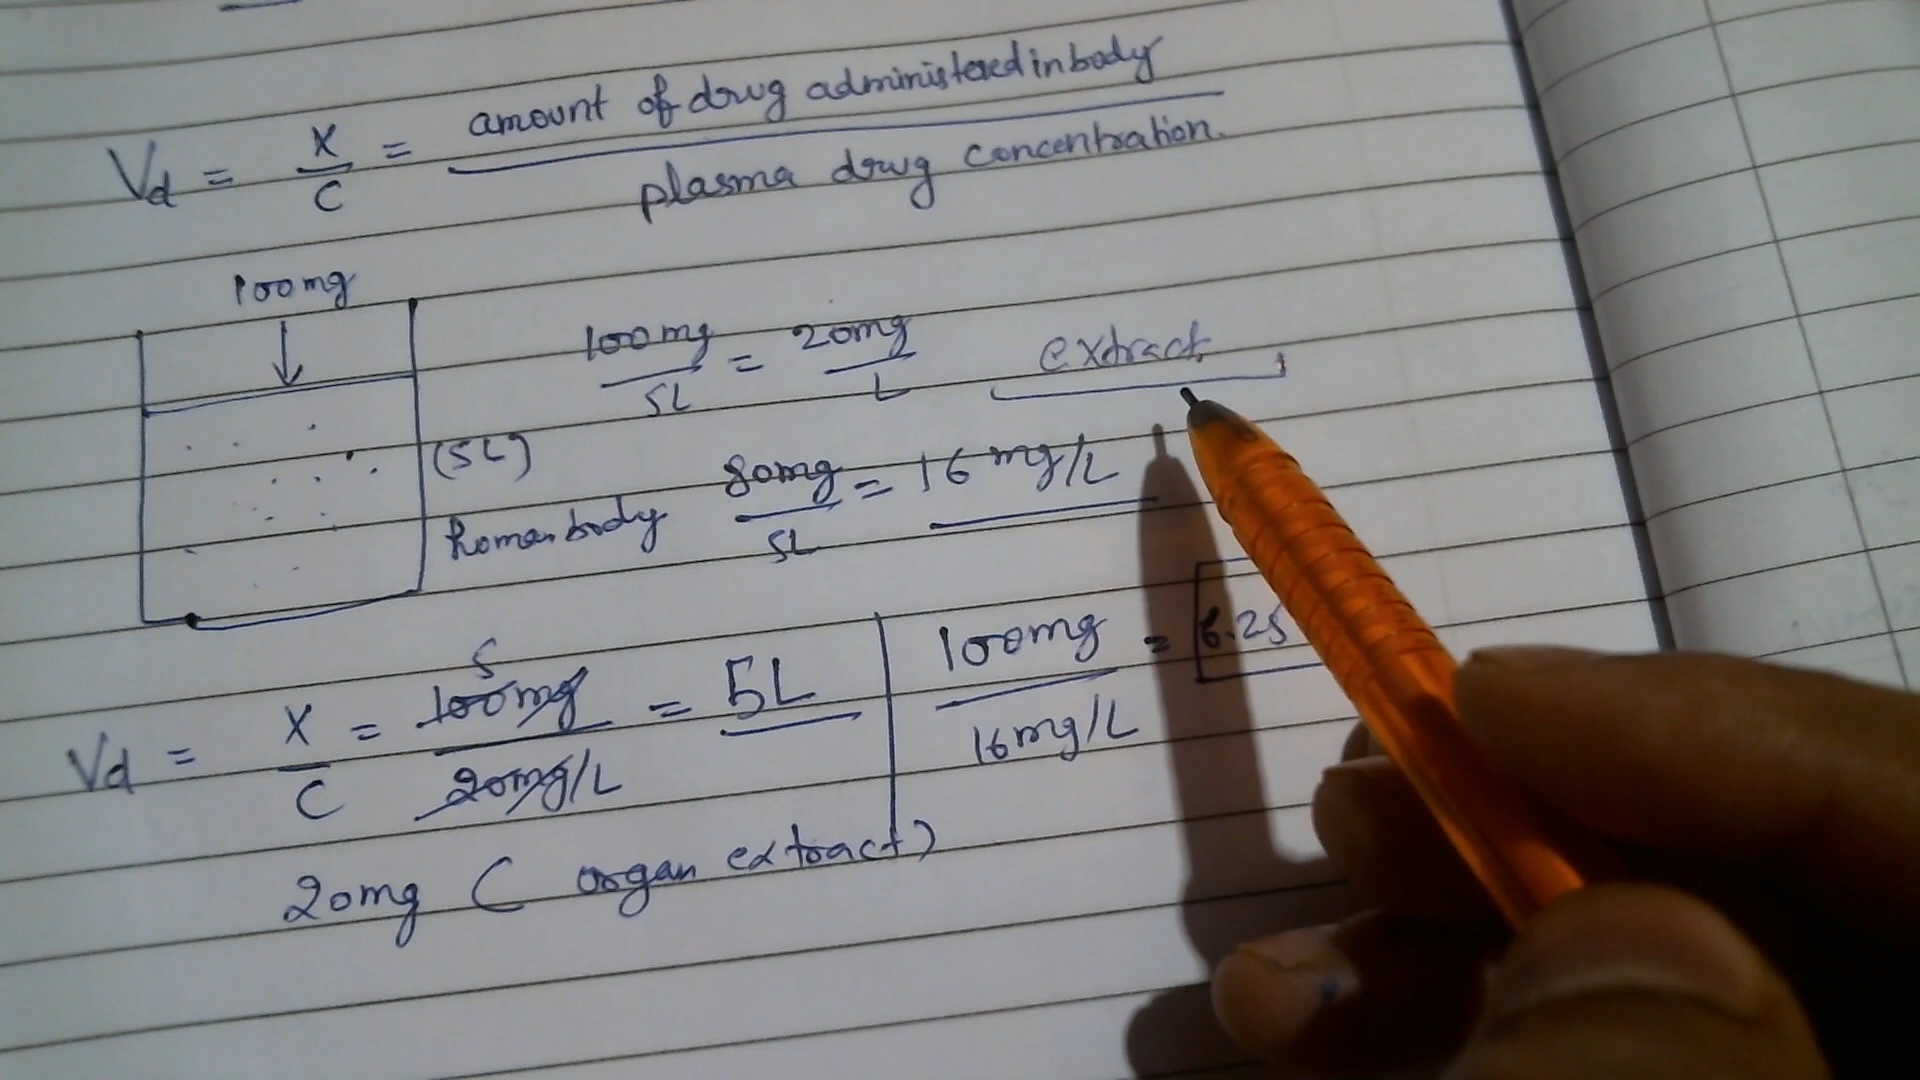 Vd = X/C = amount of drug administered in body / plasma drug concentration.
100mg
100mg/5L = 20mg/L extract
(5L)
homan body 80mg/5L = 16 mg/L
Vd = X/C = 100mg/20mg/L = 5L
5
100mg/16mg/L = 6.25
20mg (organ extract)